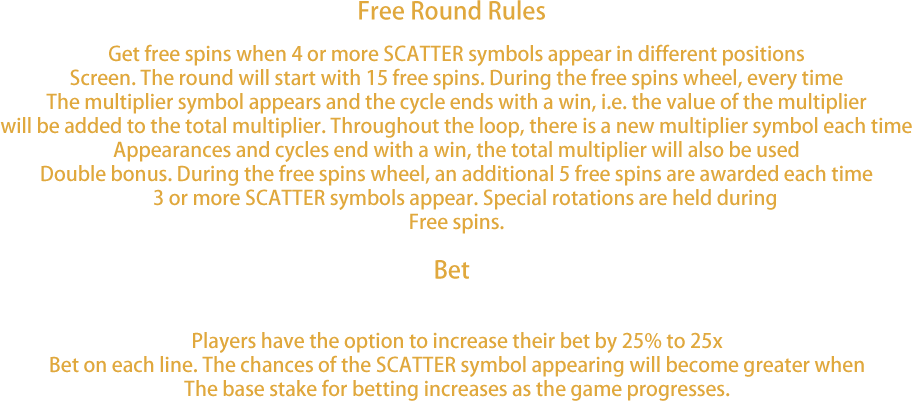 Free Round Rules
Get free spins when 4 or more SCATTER symbols appear in different positions
Screen. The round will start with 15 free spins. During the free spins wheel, every time
The multiplier symbol appears and the cycle ends with a win, i.e. the value of the multiplier
will be added to the total multiplier. Throughout the loop, there is a new multiplier symbol each time
Appearances and cycles end with a win, the total multiplier will also be used
Double bonus. During the free spins wheel, an additional 5 free spins are awarded each time
3 or more SCATTER symbols appear. Special rotations are held during
Free spins.
Bet
Players have the option to increase their bet by 25% to 25x
Bet on each line. The chances of the SCATTER symbol appearing will become greater when
The base stake for betting increases as the game progresses.